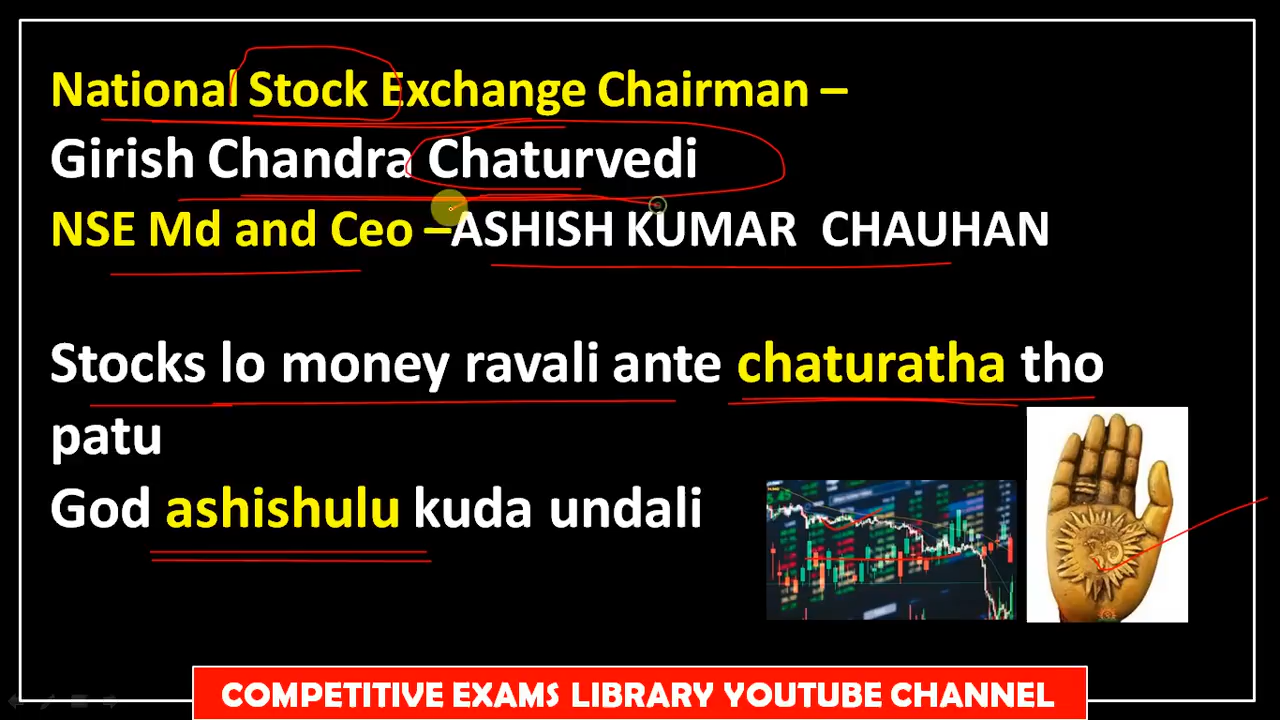 National Stock Exchange Chairman –
Girish Chandra Chaturvedi
NSE Md and Ceo –ASHISH KUMAR CHAUHAN
Stocks lo money ravali ante chaturatha tho
patu
God ashishulu kuda undali
COMPETITIVE EXAMS LIBRARY YOUTUBE CHANNEL